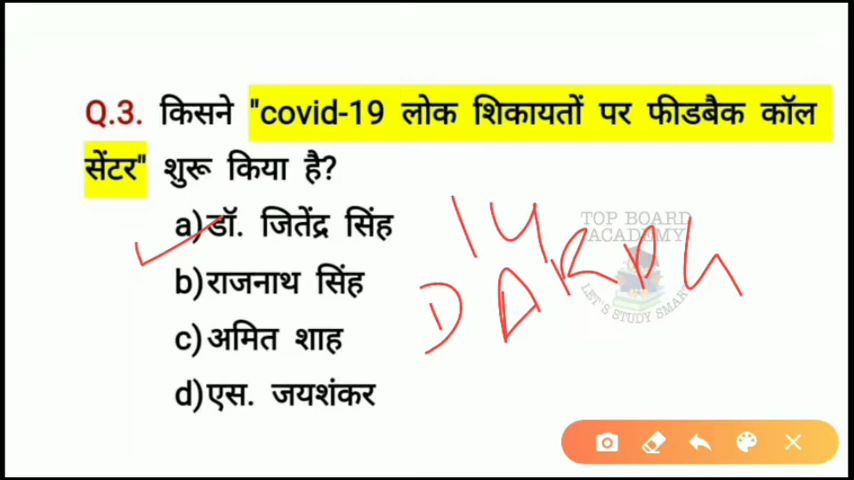 Q.3. किसने "covid-19 लोक शिकायतों पर फीडबैक कॉल
सेंटर" शुरू किया है?
a)डॉ. जितेंद्र सिंह
b)राजनाथ सिंह
c)अमित शाह
d)एस. जयशंकर
14
DARPG
TOP BOARD
ACADEMY
LET'S STUDY SMART